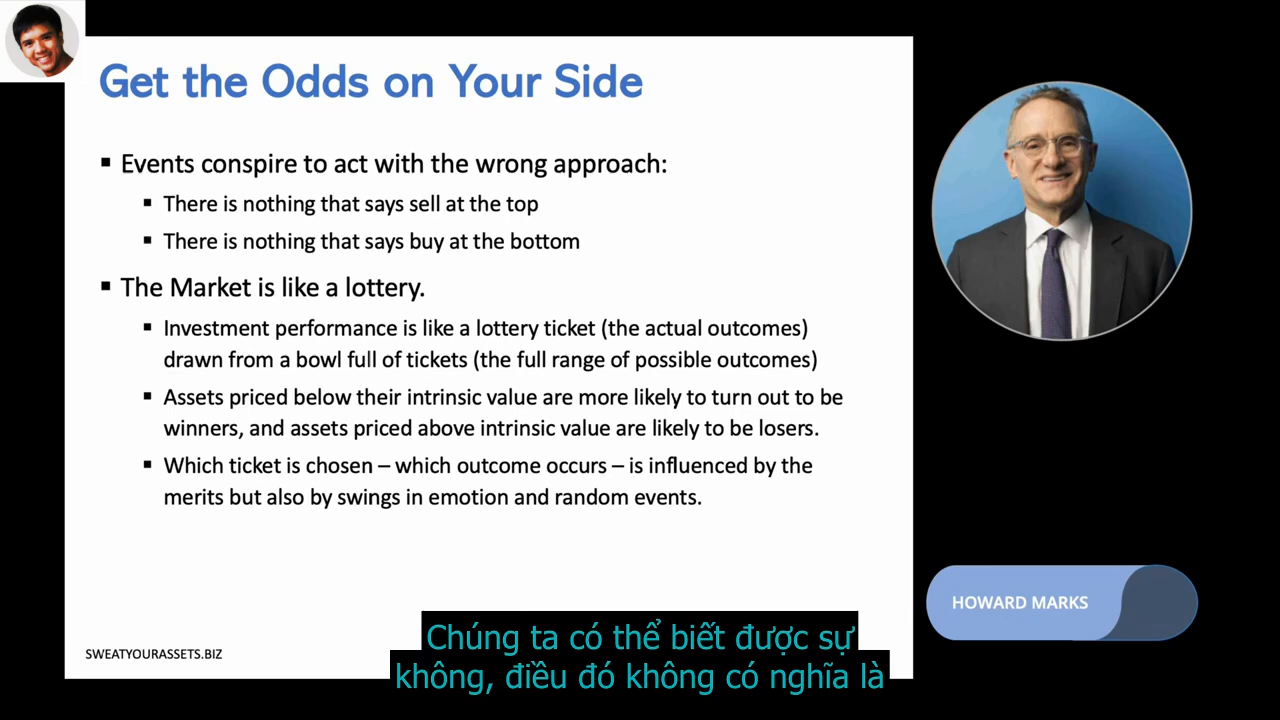 Get the Odds on Your Side
▪ Events conspire to act with the wrong approach:
▪ There is nothing that says sell at the top
▪ There is nothing that says buy at the bottom
▪ The Market is like a lottery.
▪ Investment performance is like a lottery ticket (the actual outcomes)
drawn from a bowl full of tickets (the full range of possible outcomes)
▪ Assets priced below their intrinsic value are more likely to turn out to be
winners, and assets priced above intrinsic value are likely to be losers.
▪ Which ticket is chosen – which outcome occurs – is influenced by the
merits but also by swings in emotion and random events.
HOWARD MARKS
SWEATYOURASSETS.BIZ
Chúng ta có thể biết được sự
không, điều đó không có nghĩa là